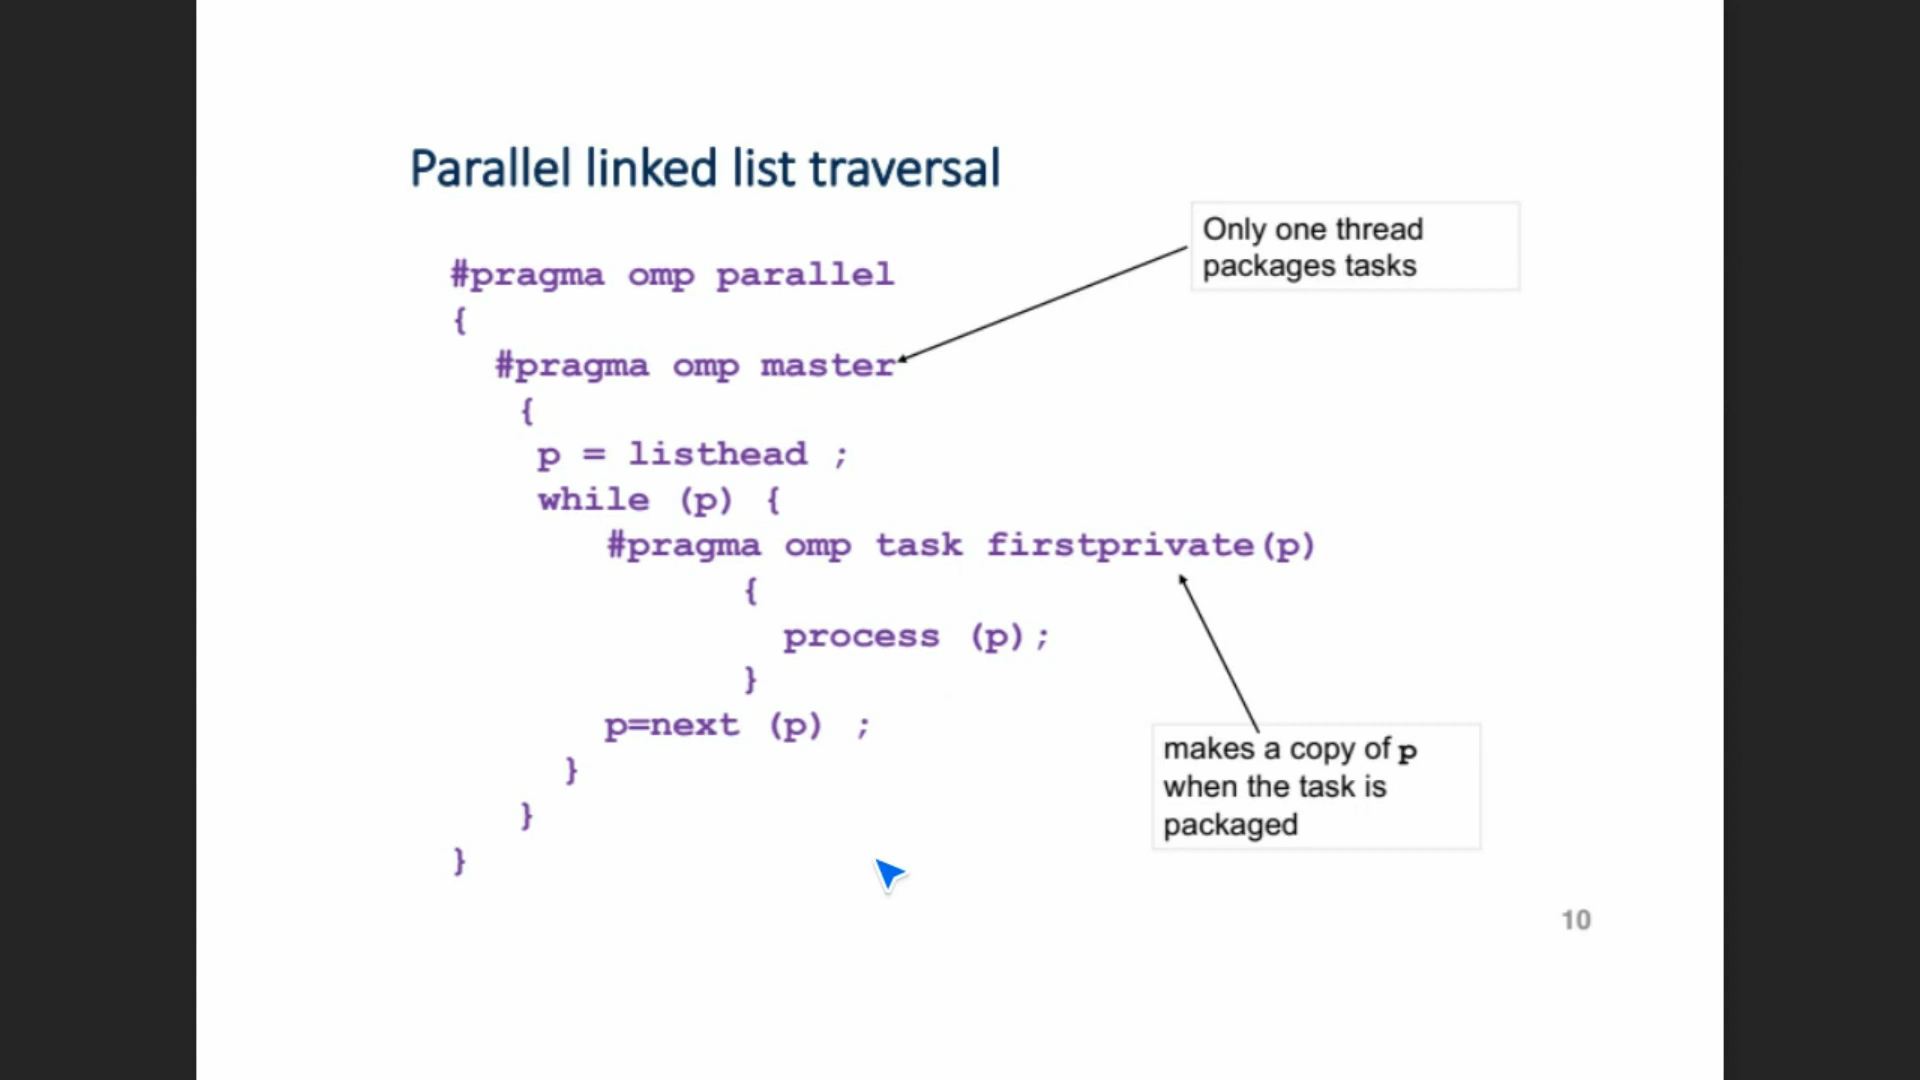 Parallel linked list traversal
Only one thread
packages tasks
#pragma omp parallel
{
#pragma omp master
{
p = listhead ;
while (p) {
#pragma omp task firstprivate(p)
{
process (p);
}
p=next (p) ;
}
}
}
makes a copy of p
when the task is
packaged
10